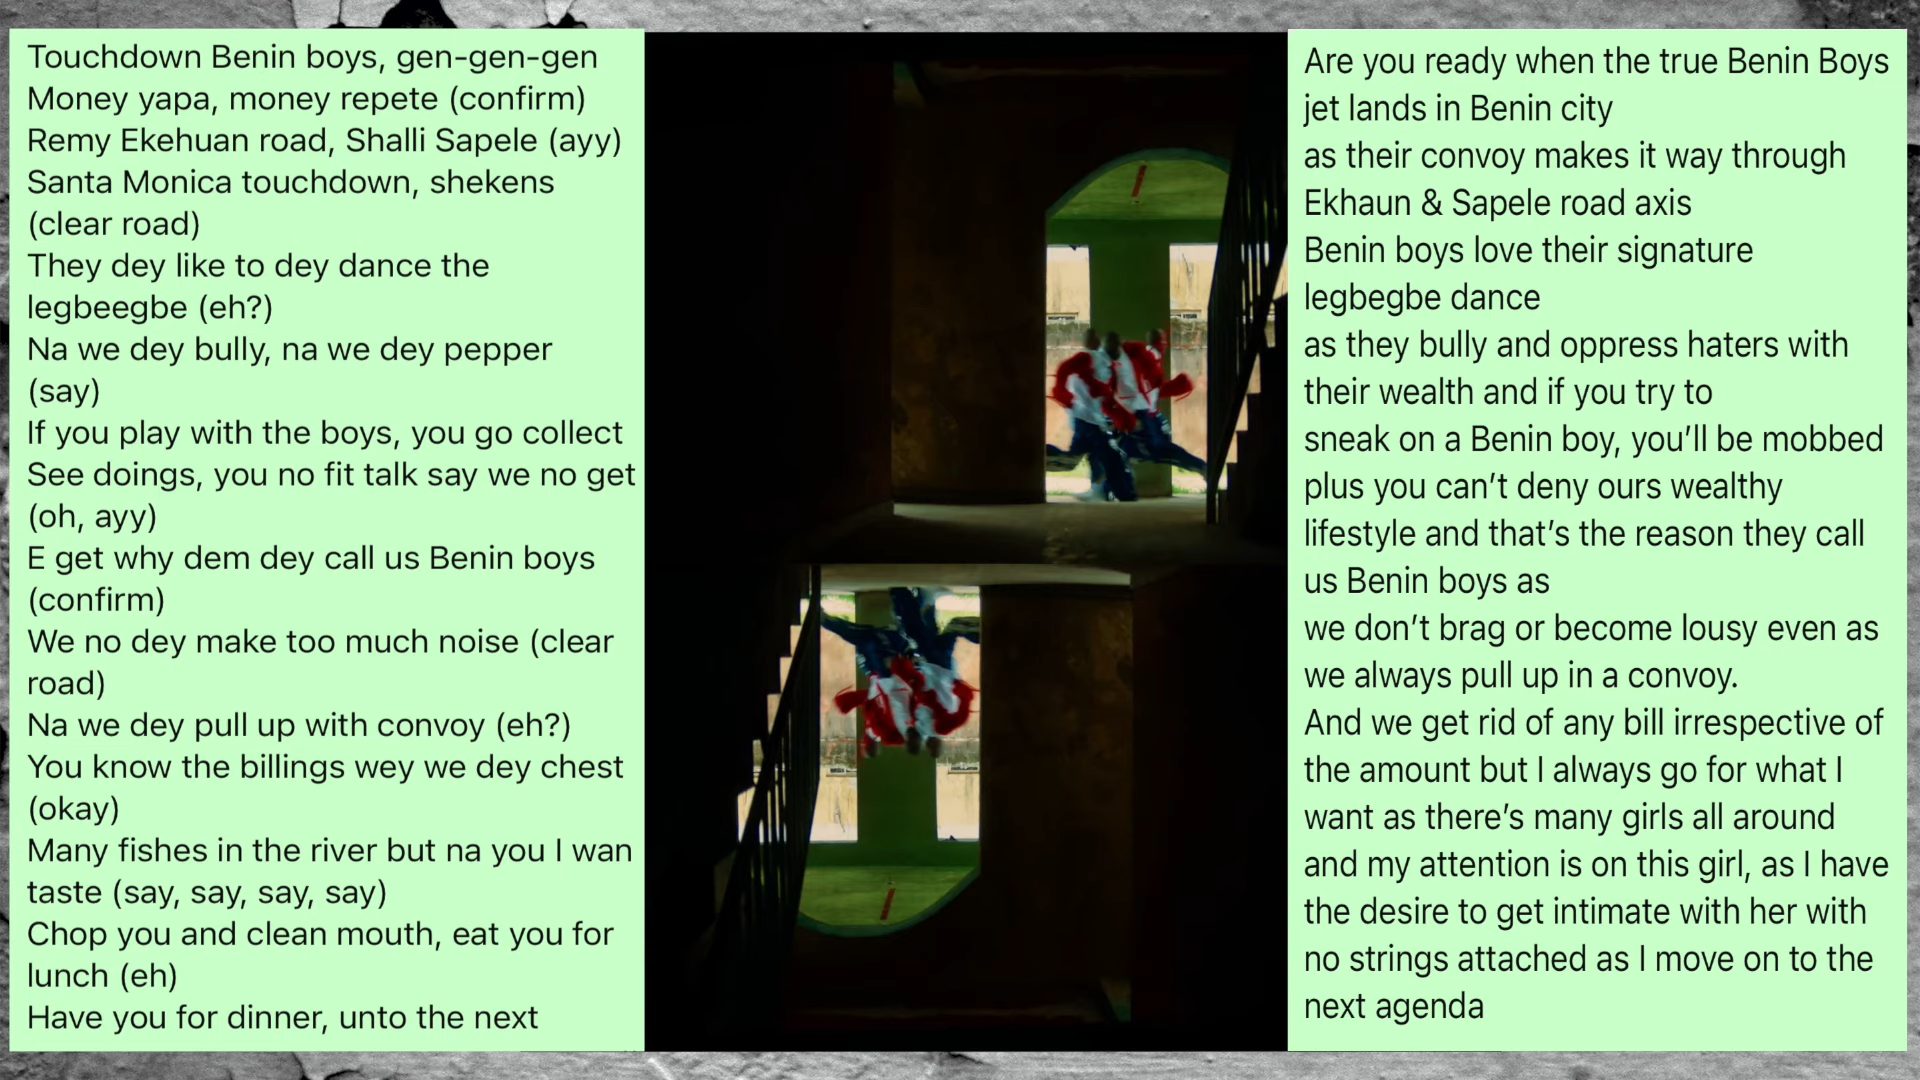 Touchdown Benin boys, gen-gen-gen
Money yapa, money repete (confirm)
Remy Ekehuan road, Shalli Sapele (ayy)
Santa Monica touchdown, shekens
(clear road)
They dey like to dey dance the
legbeegbe (eh?)
Na we dey bully, na we dey pepper
(say)
If you play with the boys, you go collect
See doings, you no fit talk say we no get
(oh, ayy)
E get why dem dey call us Benin boys
(confirm)
We no dey make too much noise (clear
road)
Na we dey pull up with convoy (eh?)
You know the billings wey we dey chest
(okay)
Many fishes in the river but na you I wan
taste (say, say, say, say)
Chop you and clean mouth, eat you for
lunch (eh)
Have you for dinner, unto the next
Are you ready when the true Benin Boys
jet lands in Benin city
as their convoy makes it way through
Ekhaun & Sapele road axis
Benin boys love their signature
legbegbe dance
as they bully and oppress haters with
their wealth and if you try to
sneak on a Benin boy, you’ll be mobbed
plus you can’t deny ours wealthy
lifestyle and that’s the reason they call
us Benin boys as
we don’t brag or become lousy even as
we always pull up in a convoy.
And we get rid of any bill irrespective of
the amount but I always go for what I
want as there’s many girls all around
and my attention is on this girl, as I have
the desire to get intimate with her with
no strings attached as I move on to the
next agenda